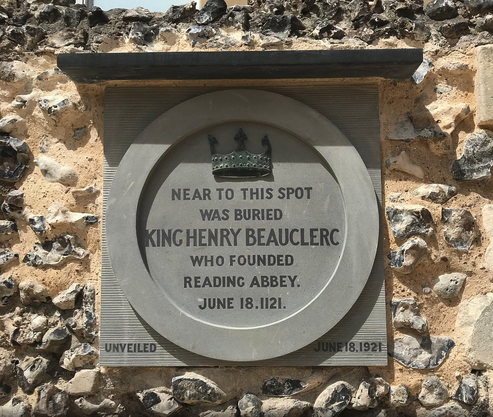 NEAR TO THIS SPOT
WAS BURIED
KING HENRY BEAUCLERC
WHO FOUNDED
READING ABBEY.
JUNE 18.1121.
UNVEILED JUNE 18.1921